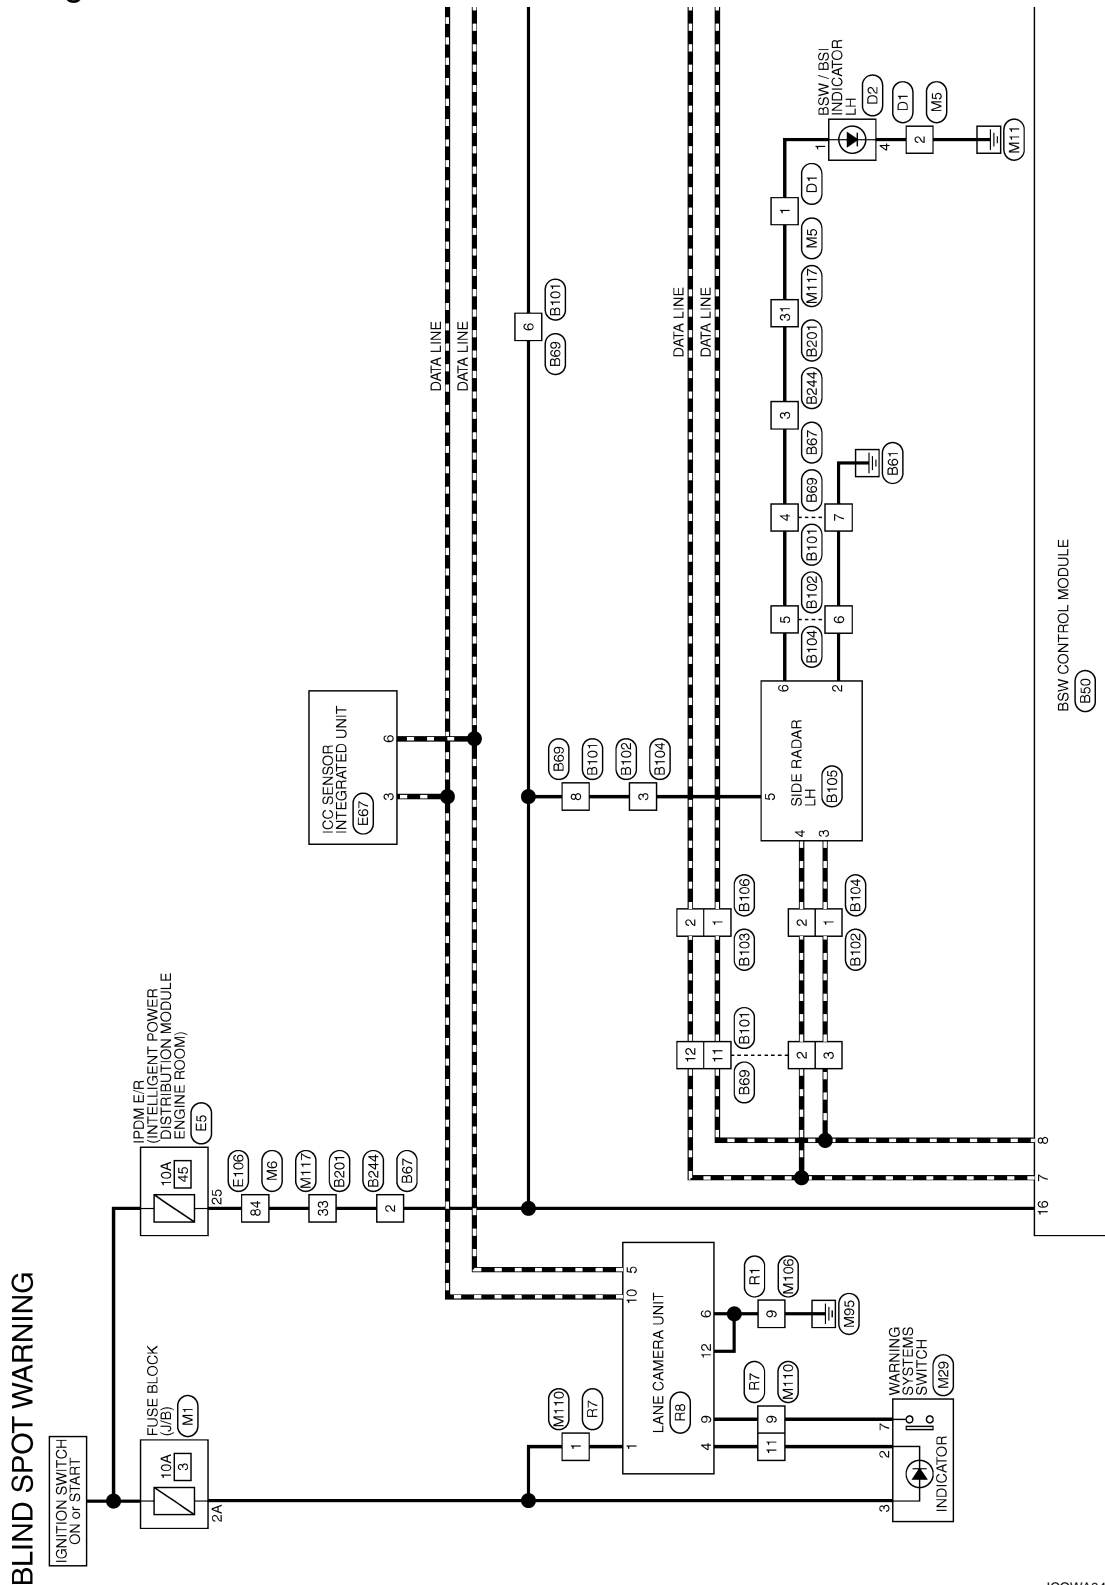 BLIND SPOT WARNING
IGNITION SWITCH
ON or START
FUSE BLOCK
(J/B)
M1
10A
3
2A
IPDM E/R
(INTELLIGENT POWER
DISTRIBUTION MODULE
ENGINE ROOM)
E5
10A
45
25
84
E106
M6
33
M117
B201
2
B244
B67
ICC SENSOR
INTEGRATED UNIT
E67
3
6
DATA LINE
DATA LINE
6
B69
B101
8
B69
B101
3
B102
B104
1
M110
R7
LANE CAMERA UNIT
R8
1
10
5
4
9
12
6
11
9
R7
M110
9
R1
M106
M95
WARNING
SYSTEMS
SWITCH
M29
3
2
7
INDICATOR
DATA LINE
DATA LINE
12
11
B69
B101
2
3
2
1
B103
B106
2
1
B102
B104
SIDE RADAR
LH
B105
4
3
5
6
2
5
6
B104
B102
4
7
B101
B69
B61
3
B67
B244
31
B201
M117
1
M5
D1
BSW / BSI
INDICATOR
LH
D2
1
4
2
D1
M5
M11
16
7
8
BSW CONTROL MODULE
B50